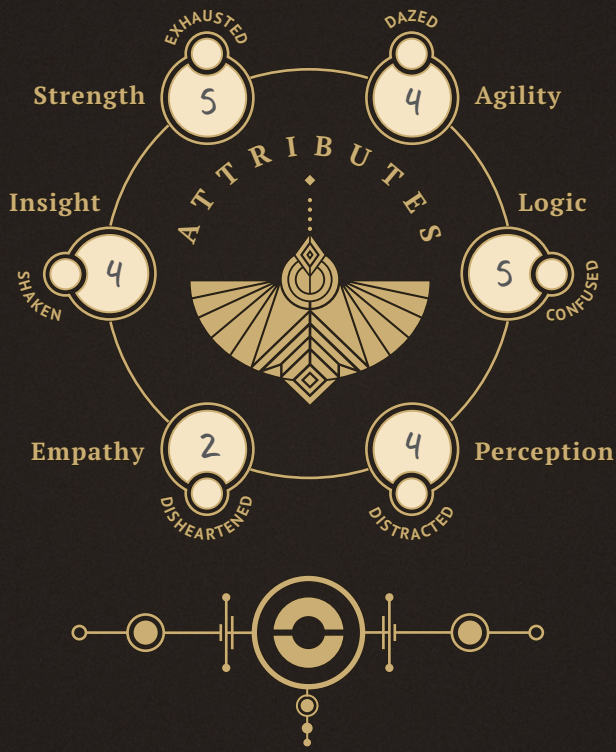 EXHAUSTED
DAZED
Strength
5
4
Agility
ATTRIBUTES
Insight
Logic
4
5
SHAKEN
CONFUSED
Empathy
2
4
Perception
DISHEARTENED
DISTRACTED